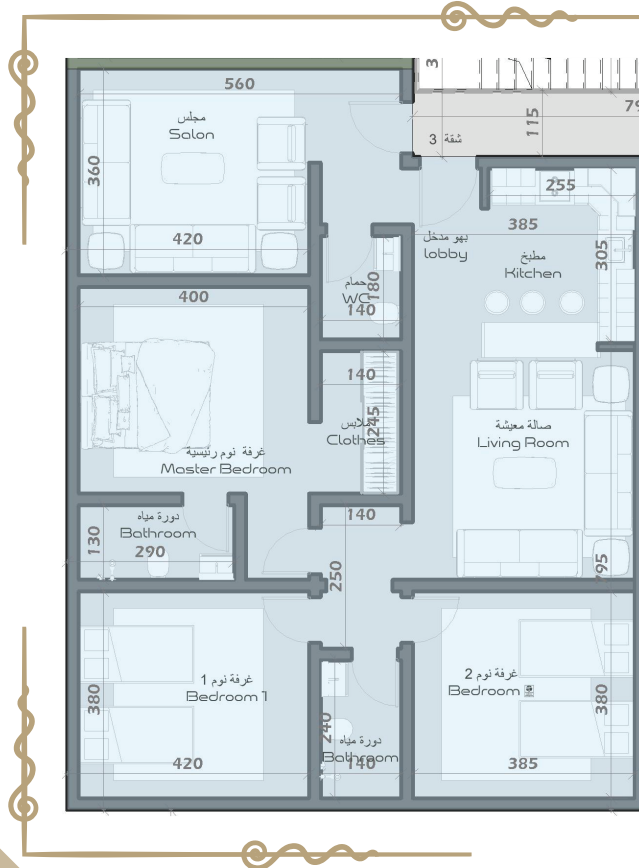 560
3
79
مجلس
Salon
115
شقة 3
360
255
420
385
بهو مدخل
lobby
مطبخ
Kitchen
305
400
حمام
WC
180
140
140
ملابس
Clothes
245
صالة معيشة
Living Room
غرفة نوم رئيسية
Master Bedroom
دورة مياه
Bathroom
130
290
140
250
795
غرفة نوم 1
Bedroom 1
380
420
240
دورة مياه
Bathroom
140
غرفة نوم 2
Bedroom
380
385